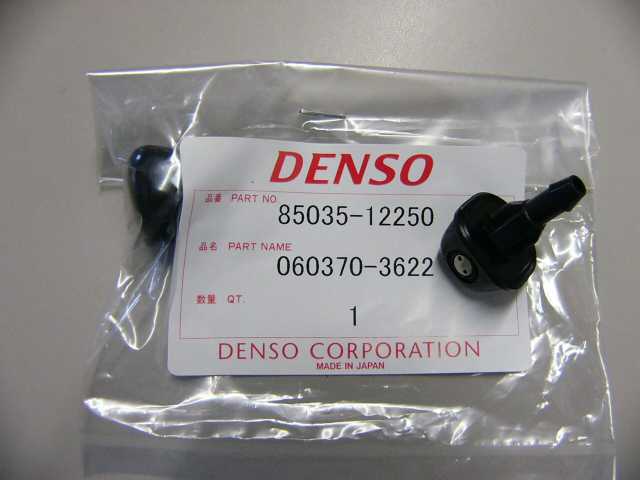 DENSO
品番 PART NO
85035-12250
品名 PART NAME
060370-3622
数量 QT.
1
DENSO CORPORATION
MADE IN JAPAN